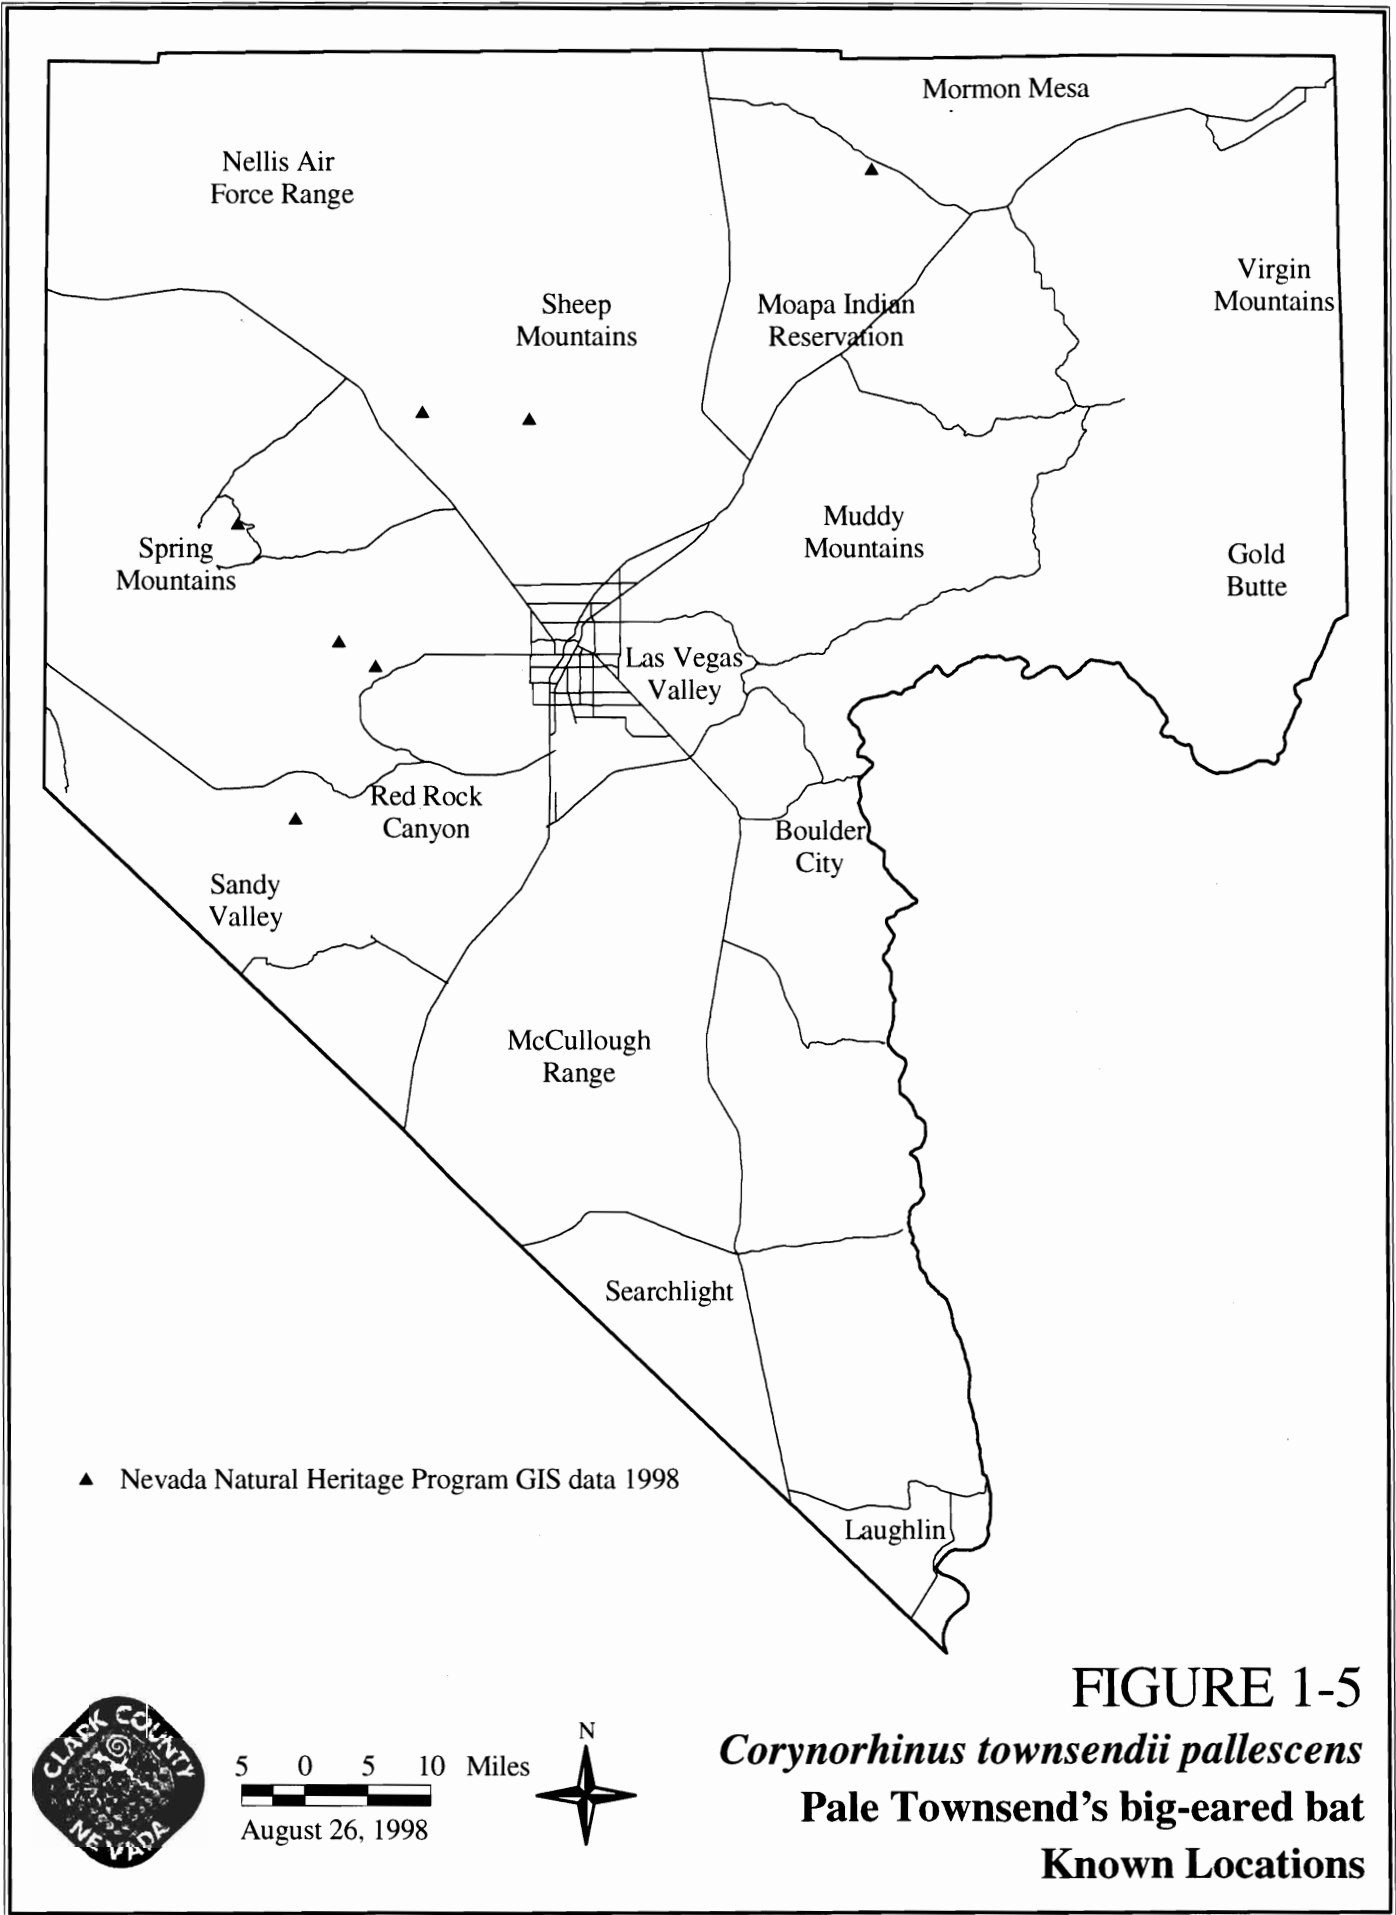 Mormon Mesa
Nellis Air
Force Range
Virgin
Mountains
Sheep
Mountains
Moapa Indian
Reservation
Muddy
Mountains
Spring
Mountains
Gold
Butte
Las Vegas
Valley
Red Rock
Canyon
Boulder
City
Sandy
Valley
McCullough
Range
Searchlight
Nevada Natural Heritage Program GIS data 1998
Laughlin
FIGURE 1-5
Corynorhinus townsendii pallescens
Pale Townsend's big-eared bat
Known Locations
CLARK COUNTY
NEVADA
5 0 5 10 Miles
August 26, 1998
N